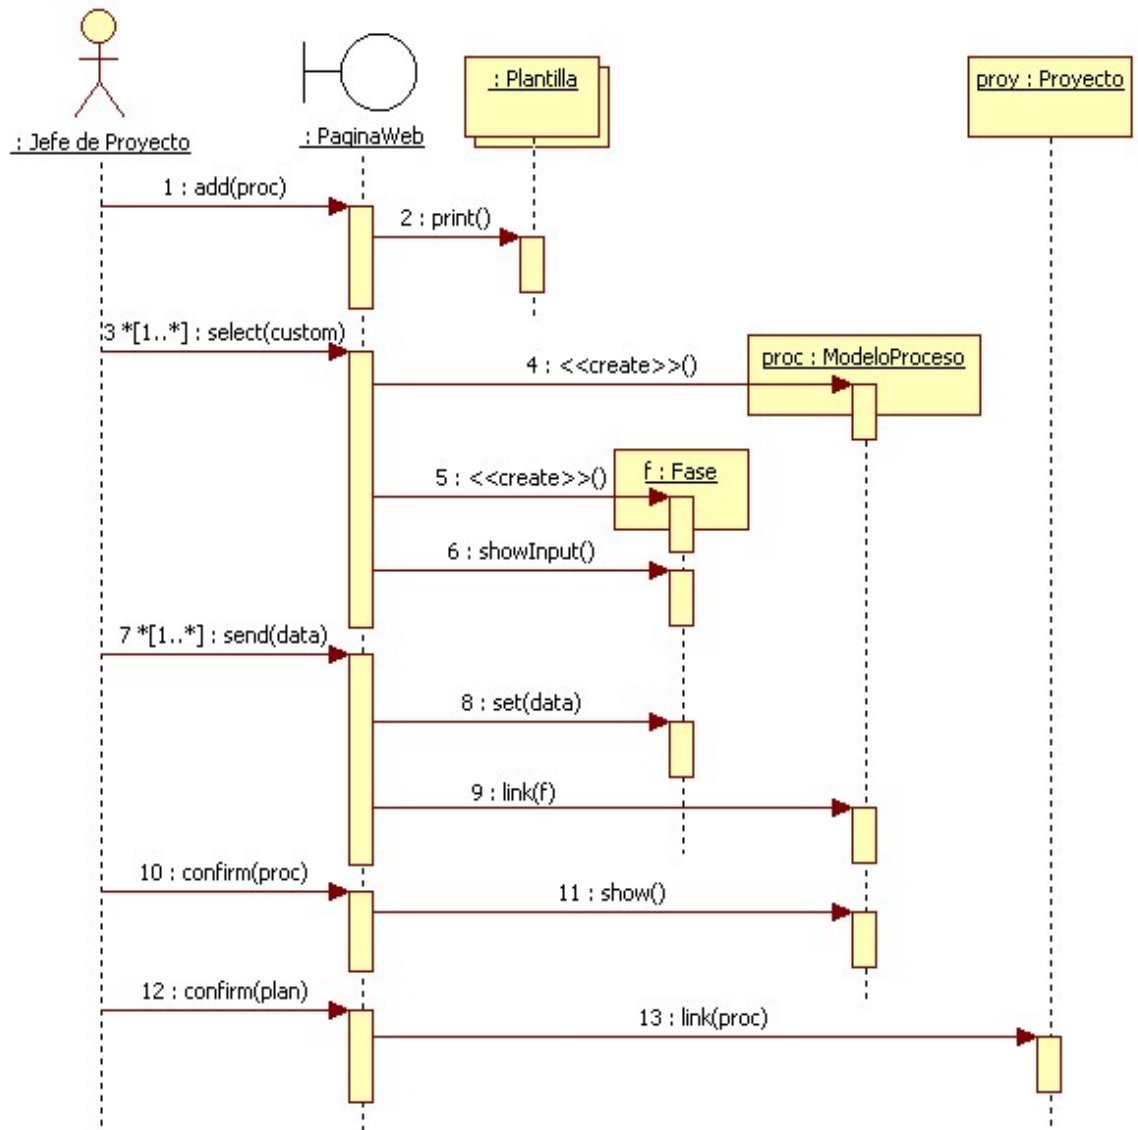 : Jefe de Proyecto
: PaginaWeb
: Plantilla
proy : Proyecto
1 : add(proc)
2 : print()
3 *[1..*] : select(custom)
4 : <<create>>()
proc : ModeloProceso
5 : <<create>>()
f : Fase
6 : showInput()
7 *[1..*] : send(data)
8 : set(data)
9 : link(f)
10 : confirm(proc)
11 : show()
12 : confirm(plan)
13 : link(proc)